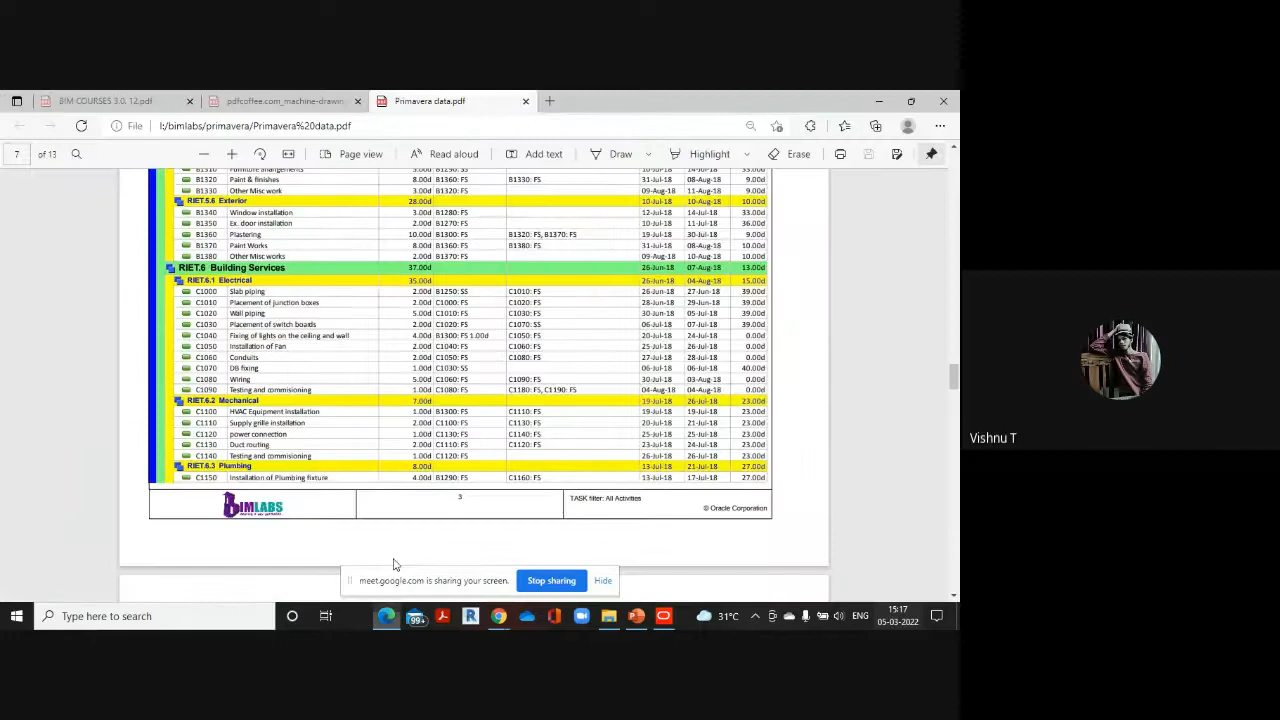 BIM COURSES 3.0. 12.pdf
pdfcoffee.com_machine-drawin
Primavera data.pdf
File I:/bimlabs/primavera/Primavera%20data.pdf
7 of 13 Page view Read aloud Add text Draw Highlight Erase
B1320 Paint & finishes 8.00d B1360: FS B1330: FS 31-Jul-18 08-Aug-18 9.00d
B1330 Other Misc work 3.00d B1320: FS 09-Aug-18 11-Aug-18 9.00d
RIET.5.6 Exterior 28.00d 10-Jul-18 10-Aug-18 10.00d
B1340 Window installation 3.00d B1280: FS 12-Jul-18 14-Jul-18 33.00d
B1350 Ex. door installation 2.00d B1270: FS 10-Jul-18 11-Jul-18 36.00d
B1360 Plastering 10.00d B1300: FS B1320: FS, B1370: FS 19-Jul-18 30-Jul-18 9.00d
B1370 Paint Works 8.00d B1360: FS B1380: FS 31-Jul-18 08-Aug-18 10.00d
B1380 Other Misc works 2.00d B1370: FS 09-Aug-18 10-Aug-18 10.00d
RIET.6 Building Services 37.00d 26-Jun-18 07-Aug-18 13.00d
RIET.6.1 Electrical 35.00d 26-Jun-18 04-Aug-18 15.00d
C1000 Slab piping 2.00d B1250: SS C1010: FS 26-Jun-18 27-Jun-18 39.00d
C1010 Placement of junction boxes 2.00d C1000: FS C1020: FS 28-Jun-18 29-Jun-18 39.00d
C1020 Wall piping 5.00d C1010: FS C1030: FS 30-Jun-18 05-Jul-18 39.00d
C1030 Placement of switch boards 2.00d C1020: FS C1070: SS 06-Jul-18 07-Jul-18 39.00d
C1040 Fixing of lights on the ceiling and wall 4.00d B1300: FS 1.00d C1050: FS 20-Jul-18 24-Jul-18 0.00d
C1050 Installation of Fan 2.00d C1040: FS C1060: FS 25-Jul-18 26-Jul-18 0.00d
C1060 Conduits 2.00d C1050: FS C1080: FS 27-Jul-18 28-Jul-18 0.00d
C1070 DB fixing 1.00d C1030: SS 06-Jul-18 06-Jul-18 40.00d
C1080 Wiring 5.00d C1060: FS C1090: FS 30-Jul-18 03-Aug-18 0.00d
C1090 Testing and commisioning 1.00d C1080: FS C1180: FS, C1190: FS 04-Aug-18 04-Aug-18 0.00d
RIET.6.2 Mechanical 7.00d 19-Jul-18 26-Jul-18 23.00d
C1100 HVAC Equipment installation 1.00d B1300: FS C1110: FS 19-Jul-18 19-Jul-18 23.00d
C1110 Supply grille installation 2.00d C1100: FS C1130: FS 20-Jul-18 21-Jul-18 23.00d
C1120 power connection 1.00d C1130: FS C1140: FS 25-Jul-18 25-Jul-18 23.00d
C1130 Duct routing 2.00d C1110: FS C1120: FS 23-Jul-18 24-Jul-18 23.00d
C1140 Testing and commisioning 1.00d C1120: FS 26-Jul-18 26-Jul-18 23.00d
RIET.6.3 Plumbing 8.00d 13-Jul-18 21-Jul-18 27.00d
C1150 Installation of Plumbing fixture 4.00d B1290: FS C1160: FS 13-Jul-18 17-Jul-18 27.00d
BIMLABS
3
TASK filter: All Activities
© Oracle Corporation
Vishnu T
meet.google.com is sharing your screen. Stop sharing Hide
Type here to search
99+
31°C
ENG
15:17
05-03-2022